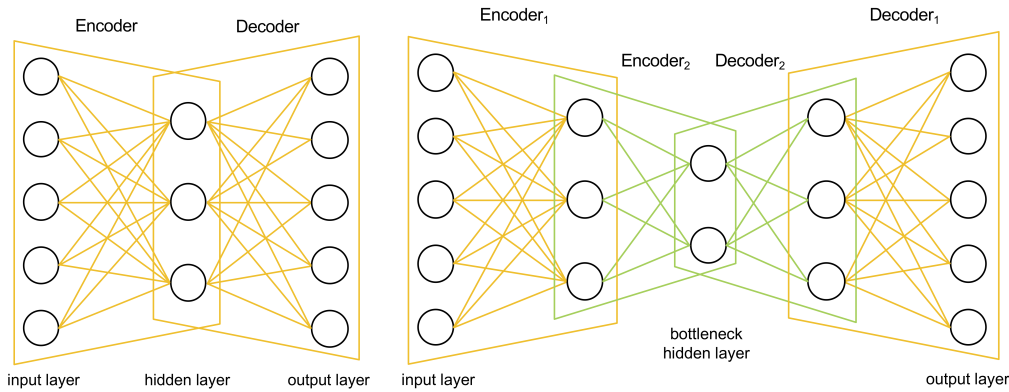 Encoder
Decoder
input layer
hidden layer
output layer
Encoder₁
Encoder₂
Decoder₂
Decoder₁
input layer
bottleneck
hidden layer
output layer